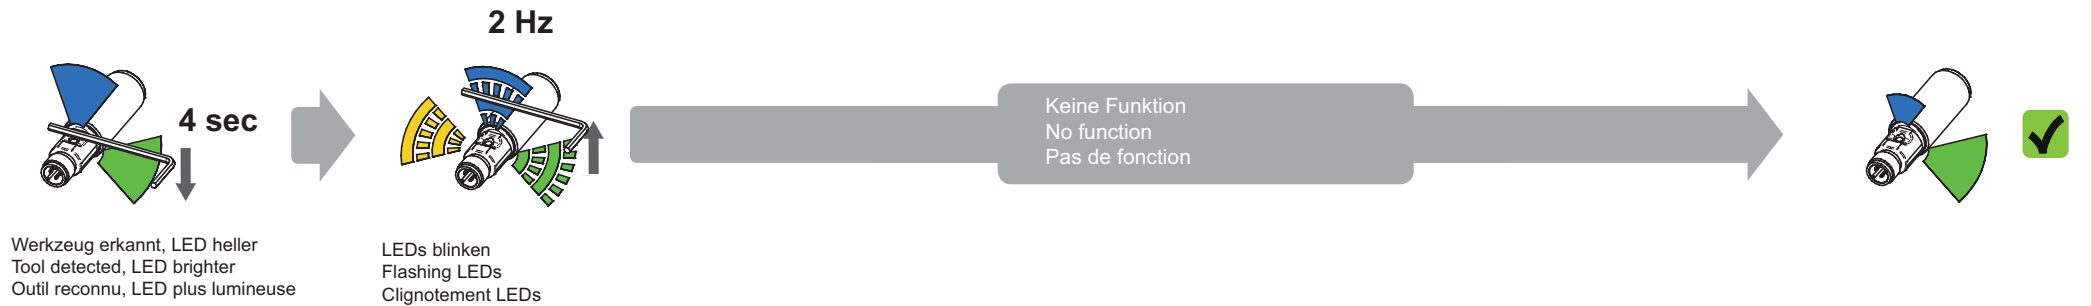 2 Hz
4 sec
Keine Funktion
No function
Pas de fonction
Werkzeug erkannt, LED heller
Tool detected, LED brighter
Outil reconnu, LED plus lumineuse
LEDs blinken
Flashing LEDs
Clignotement LEDs